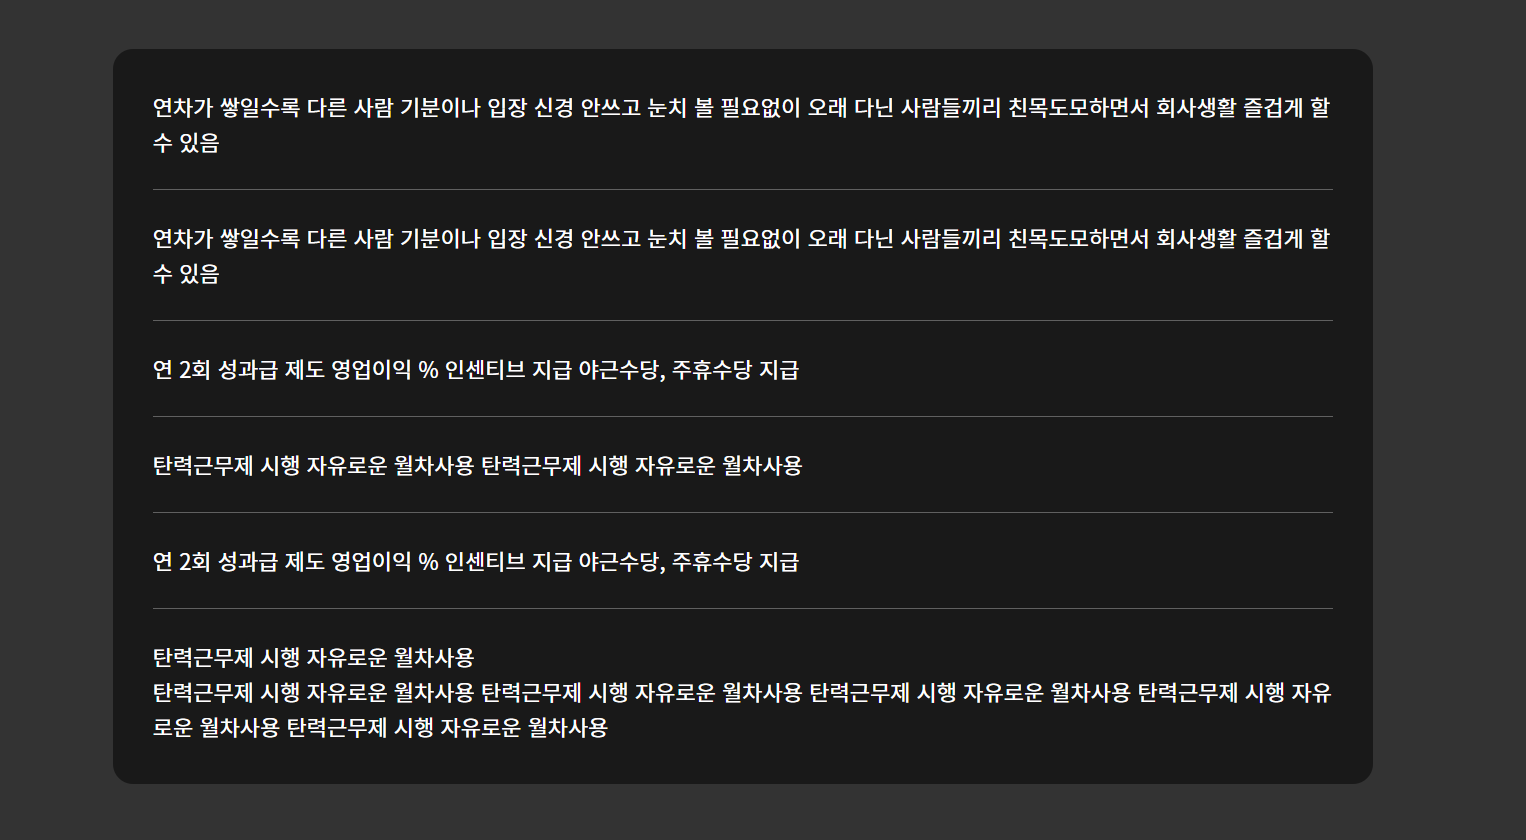 연차가 쌓일수록 다른 사람 기분이나 입장 신경 안쓰고 눈치 볼 필요없이 오래 다닌 사람들끼리 친목도모하면서 회사생활 즐겁게 할
수 있음
연차가 쌓일수록 다른 사람 기분이나 입장 신경 안쓰고 눈치 볼 필요없이 오래 다닌 사람들끼리 친목도모하면서 회사생활 즐겁게 할
수 있음
연 2회 성과급 제도 영업이익 % 인센티브 지급 야근수당, 주휴수당 지급
탄력근무제 시행 자유로운 월차사용 탄력근무제 시행 자유로운 월차사용
연 2회 성과급 제도 영업이익 % 인센티브 지급 야근수당, 주휴수당 지급
탄력근무제 시행 자유로운 월차사용
탄력근무제 시행 자유로운 월차사용 탄력근무제 시행 자유로운 월차사용 탄력근무제 시행 자유로운 월차사용 탄력근무제 시행 자유
로운 월차사용 탄력근무제 시행 자유로운 월차사용